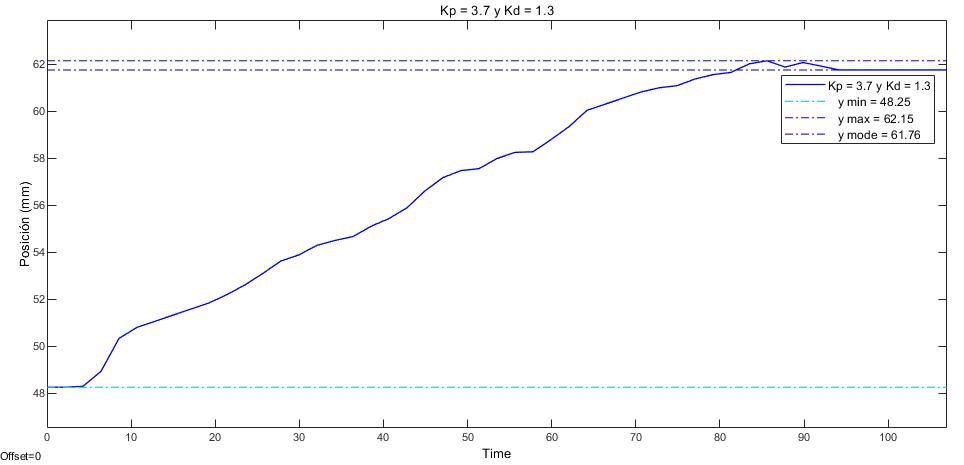 Kp = 3.7 y Kd = 1.3
62
60
58
56
54
52
50
48
Posición (mm)
Kp = 3.7 y Kd = 1.3
y min = 48.25
y max = 62.15
y mode = 61.76
0 10 20 30 40 50 60 70 80 90 100
Time
Offset=0